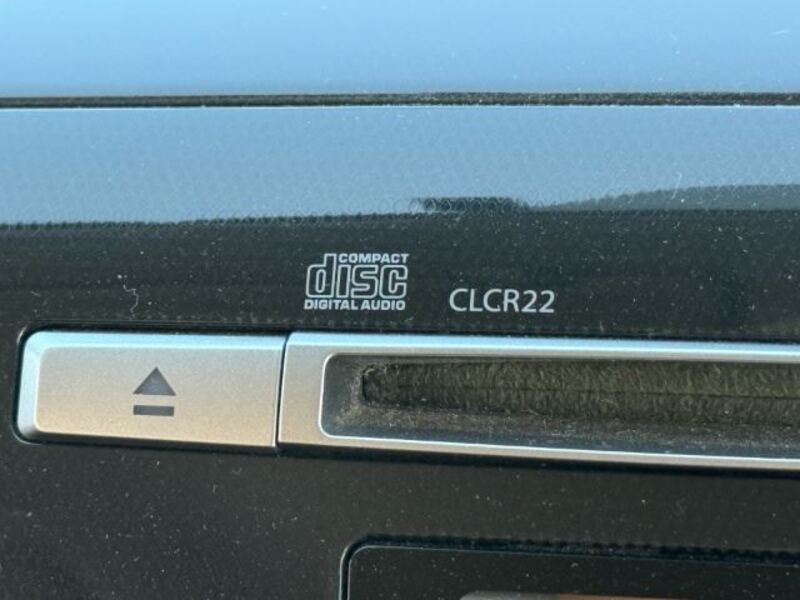 COMPACT
disc
DIGITAL AUDIO
CLCR22